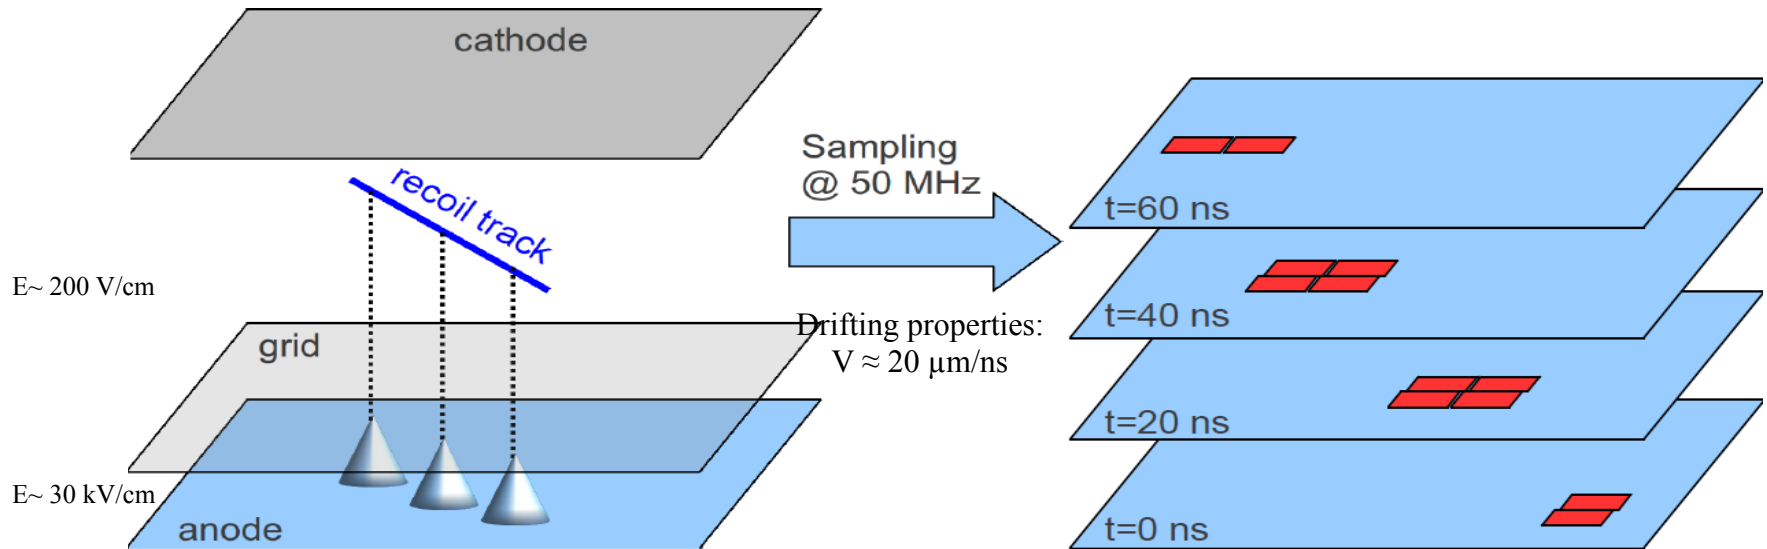 cathode
recoil track
E~ 200 V/cm
grid
E~ 30 kV/cm
anode
Sampling
@ 50 MHz
Drifting properties:
V ≈ 20 µm/ns
t=60 ns
t=40 ns
t=20 ns
t=0 ns